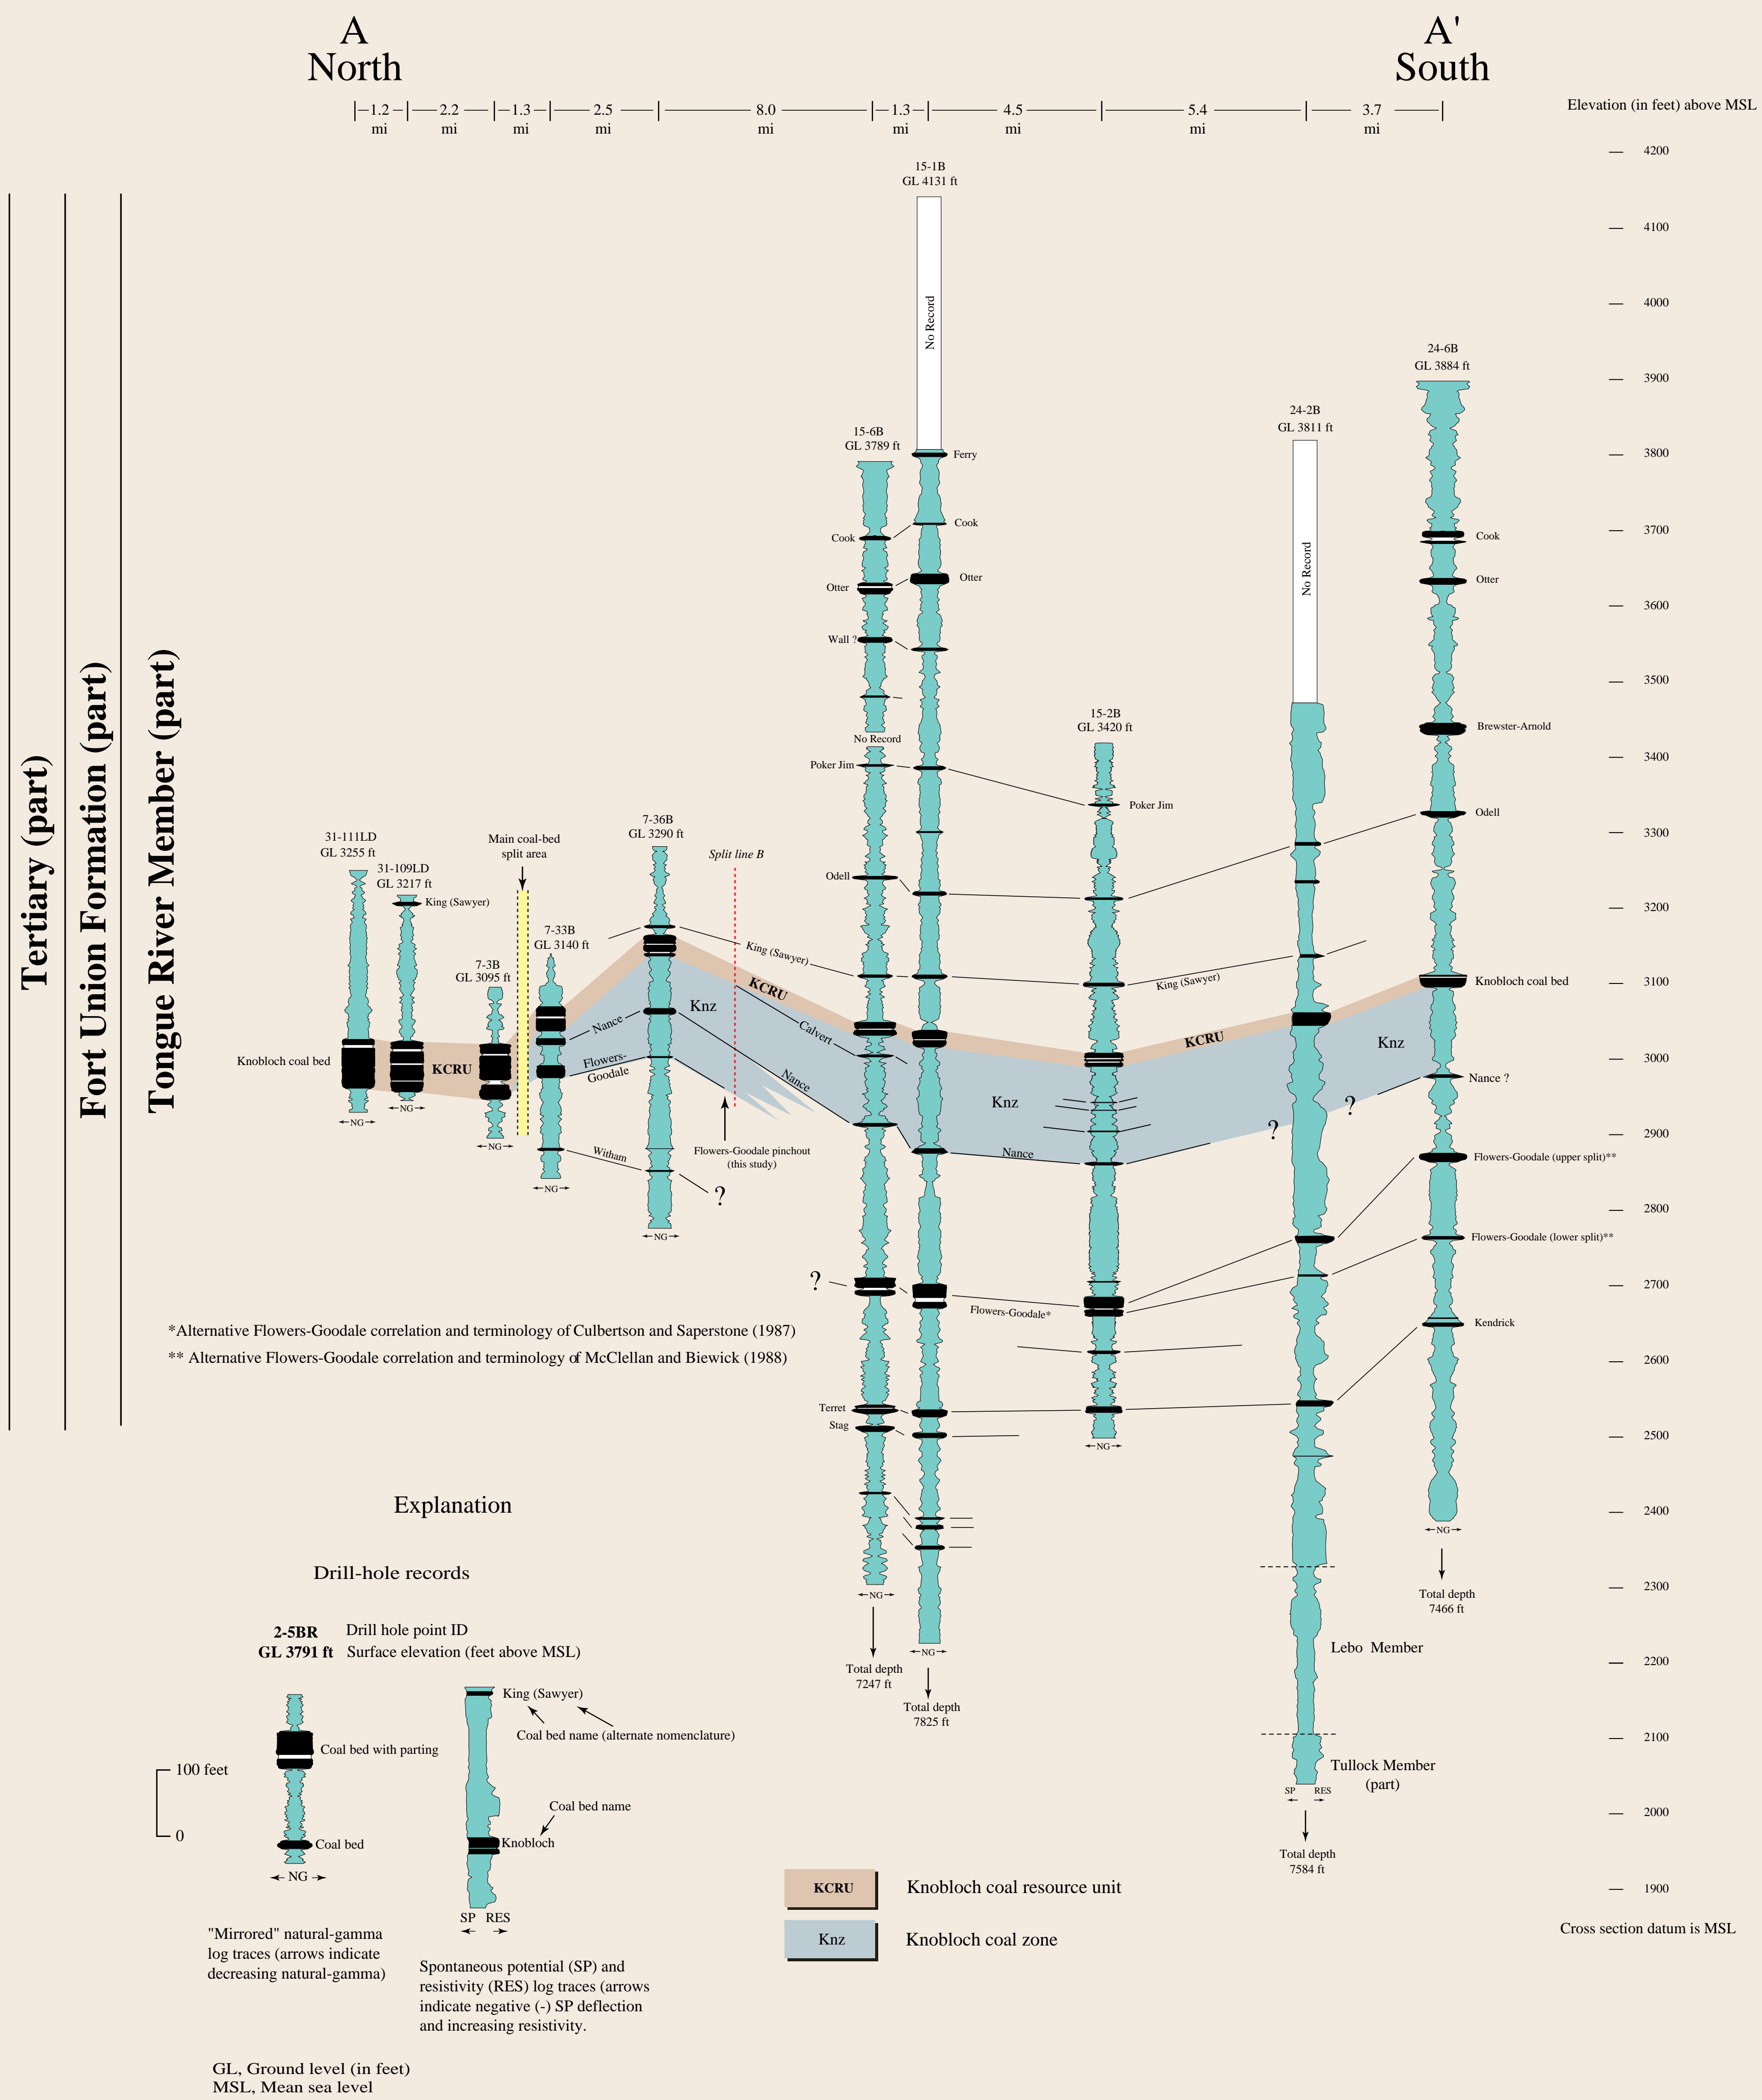 A
North
A'
South
1.2
mi
2.2
mi
1.3
mi
2.5
mi
8.0
mi
1.3
mi
4.5
mi
5.4
mi
3.7
mi
Elevation (in feet) above MSL
4200
4100
4000
3900
3800
3700
3600
3500
3400
3300
3200
3100
3000
2900
2800
2700
2600
2500
2400
2300
2200
2100
2000
1900
Cross section datum is MSL
Tertiary (part)
Fort Union Formation (part)
Tongue River Member (part)
31-111LD
GL 3255 ft
Knobloch coal bed
NG
31-109LD
GL 3217 ft
King (Sawyer)
KCRU
NG
7-3B
GL 3095 ft
NG
Main coal-bed
split area
7-33B
GL 3140 ft
Nance
Flowers-
Goodale
Witham
NG
7-36B
GL 3290 ft
Knz
?
NG
Split line B
King (Sawyer)
KCRU
Calvert
Nance
Flowers-Goodale pinchout
(this study)
15-6B
GL 3789 ft
Cook
Otter
Wall ?
No Record
Poker Jim
Odell
?
Terret
Stag
NG
Total depth
7247 ft
15-1B
GL 4131 ft
No Record
Ferry
Cook
Otter
Knz
Nance
Flowers-Goodale*
NG
Total depth
7825 ft
15-2B
GL 3420 ft
Poker Jim
King (Sawyer)
KCRU
NG
24-2B
GL 3811 ft
No Record
?
?
Knz
Lebo Member
Tullock Member
(part)
SP RES
Total depth
7584 ft
24-6B
GL 3884 ft
Cook
Otter
Brewster-Arnold
Odell
Knobloch coal bed
Nance ?
Flowers-Goodale (upper split)**
Flowers-Goodale (lower split)**
Kendrick
NG
Total depth
7466 ft
*Alternative Flowers-Goodale correlation and terminology of Culbertson and Saperstone (1987)
** Alternative Flowers-Goodale correlation and terminology of McClellan and Biewick (1988)
Explanation
Drill-hole records
2-5BR Drill hole point ID
GL 3791 ft Surface elevation (feet above MSL)
King (Sawyer)
Coal bed name (alternate nomenclature)
Coal bed with parting
100 feet
0
Coal bed
Coal bed name
Knobloch
NG
SP RES
"Mirrored" natural-gamma
log traces (arrows indicate
decreasing natural-gamma)
Spontaneous potential (SP) and
resistivity (RES) log traces (arrows
indicate negative (-) SP deflection
and increasing resistivity.
KCRU Knobloch coal resource unit
Knz Knobloch coal zone
GL, Ground level (in feet)
MSL, Mean sea level